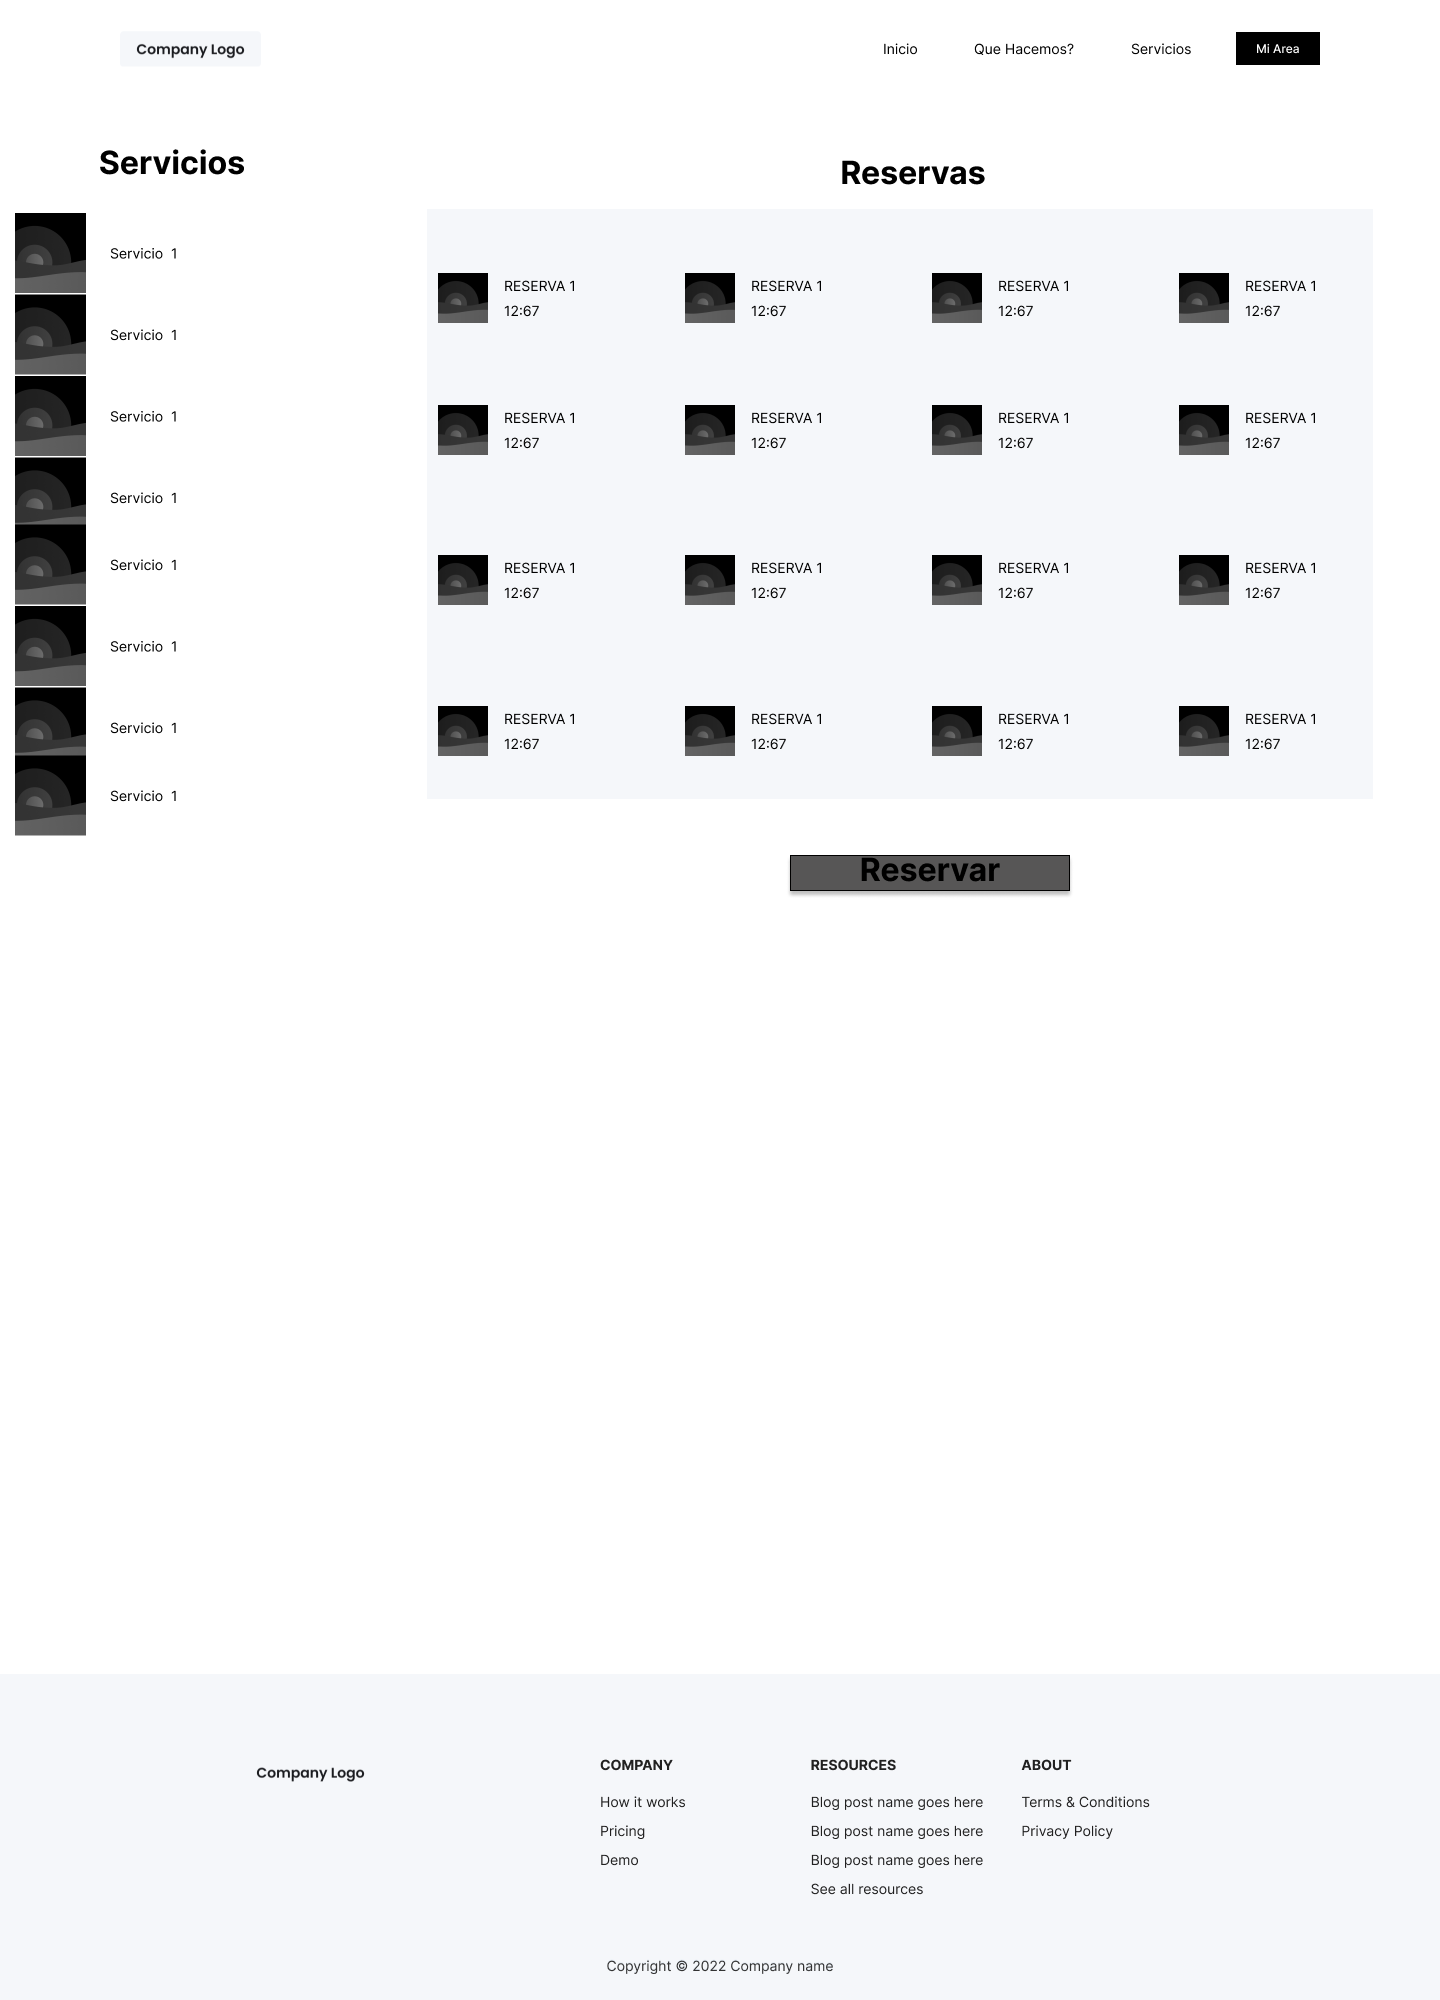 Company Logo
Inicio
Que Hacemos?
Servicios
Mi Area
Servicios
Servicio 1
Servicio 1
Servicio 1
Servicio 1
Servicio 1
Servicio 1
Servicio 1
Servicio 1
Reservas
RESERVA 1
12:67
RESERVA 1
12:67
RESERVA 1
12:67
RESERVA 1
12:67
RESERVA 1
12:67
RESERVA 1
12:67
RESERVA 1
12:67
RESERVA 1
12:67
RESERVA 1
12:67
RESERVA 1
12:67
RESERVA 1
12:67
RESERVA 1
12:67
RESERVA 1
12:67
RESERVA 1
12:67
RESERVA 1
12:67
RESERVA 1
12:67
Reservar
Company Logo
COMPANY
How it works
Pricing
Demo
RESOURCES
Blog post name goes here
Blog post name goes here
Blog post name goes here
See all resources
ABOUT
Terms & Conditions
Privacy Policy
Copyright © 2022 Company name